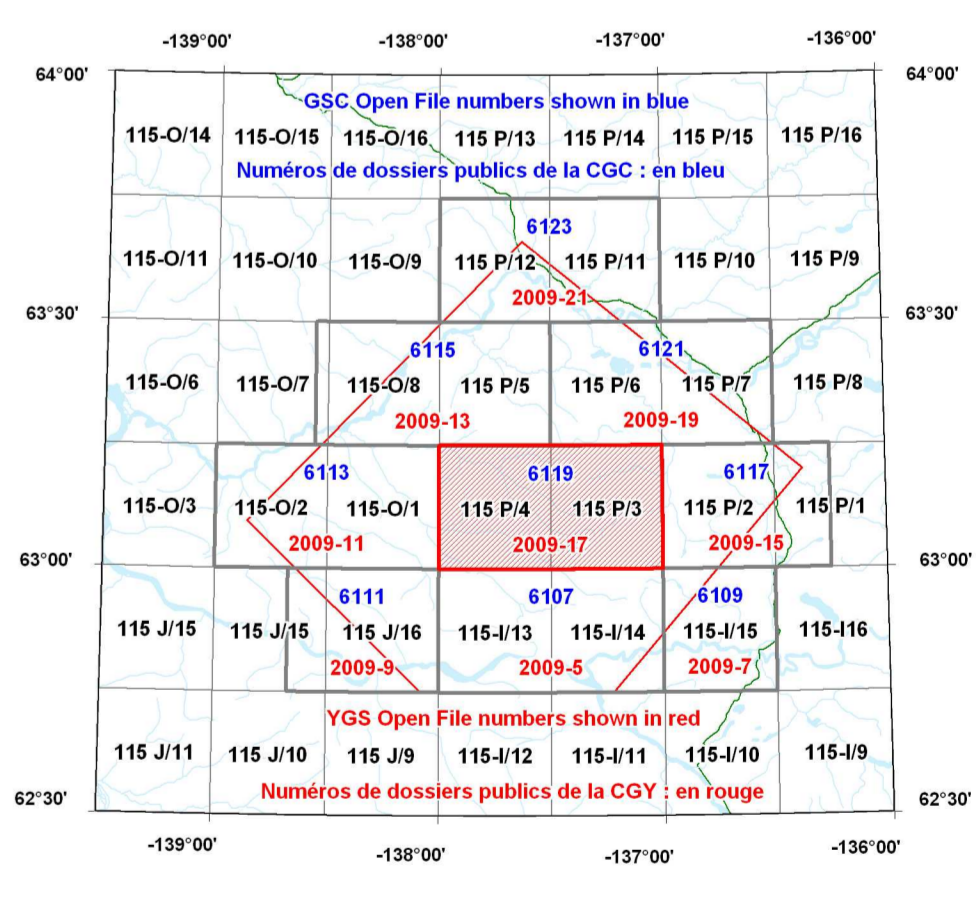 -139°00' -138°00' -137°00' -136°00'
64°00' 64°00'
GSC Open File numbers shown in blue
115-O/14 115-O/15 115-O/16 115 P/13 115 P/14 115 P/15 115 P/16
Numéros de dossiers publics de la CGC : en bleu
6123
115-O/11 115-O/10 115-O/9 115 P/12 115 P/11 115 P/10 115 P/9
2009-21
63°30' 63°30'
6115 6121
115-O/6 115-O/7 115-O/8 115 P/5 115 P/6 115 P/7 115 P/8
2009-13 2009-19
6113 6119 6117
115-O/3 115-O/2 115-O/1 115 P/4 115 P/3 115 P/2 115 P/1
2009-11 2009-17 2009-15
63°00' 63°00'
6111 6107 6109
115 J/15 115 J/15 115 J/16 115-I/13 115-I/14 115-I/15 115-I16
2009-9 2009-5 2009-7
YGS Open File numbers shown in red
115 J/11 115 J/10 115 J/9 115-I/12 115-I/11 115-I/10 115-I/9
Numéros de dossiers publics de la CGY : en rouge
62°30' 62°30'
-139°00' -138°00' -137°00' -136°00'